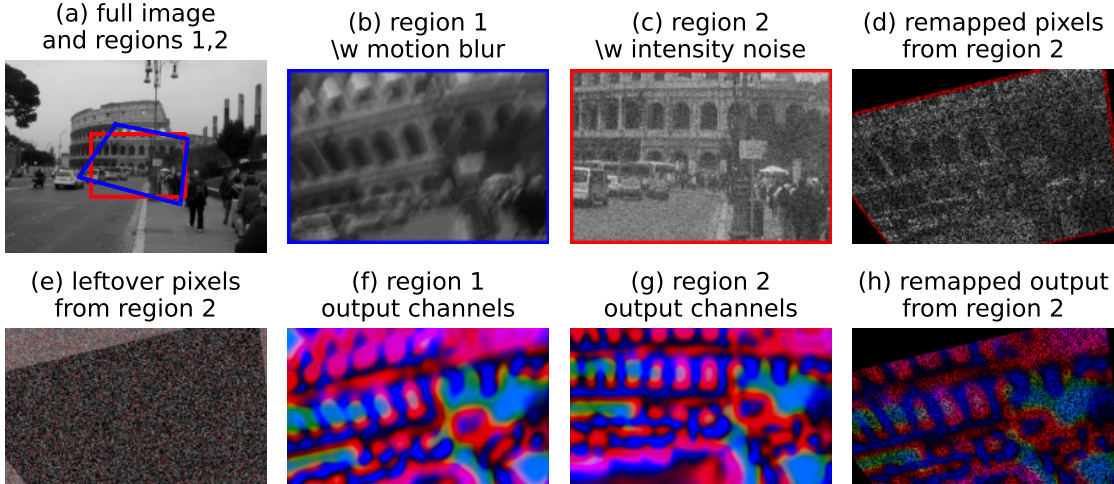 (a) full image
and regions 1,2
(b) region 1
\w motion blur
(c) region 2
\w intensity noise
(d) remapped pixels
from region 2
(e) leftover pixels
from region 2
(f) region 1
output channels
(g) region 2
output channels
(h) remapped output
from region 2